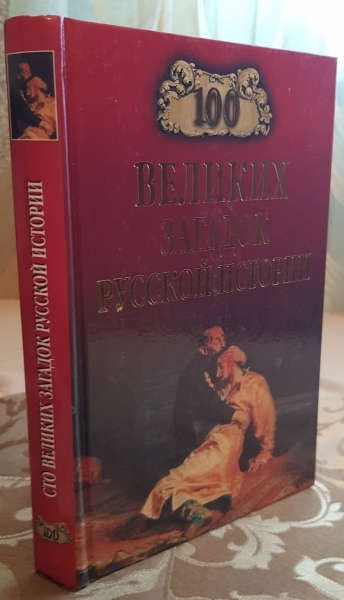 100
ВЕЛИКИХ
ЗАГАДОК
РУССКОЙ ИСТОРИИ
СТО ВЕЛИКИХ ЗАГАДОК РУССКОЙ ИСТОРИИ
100